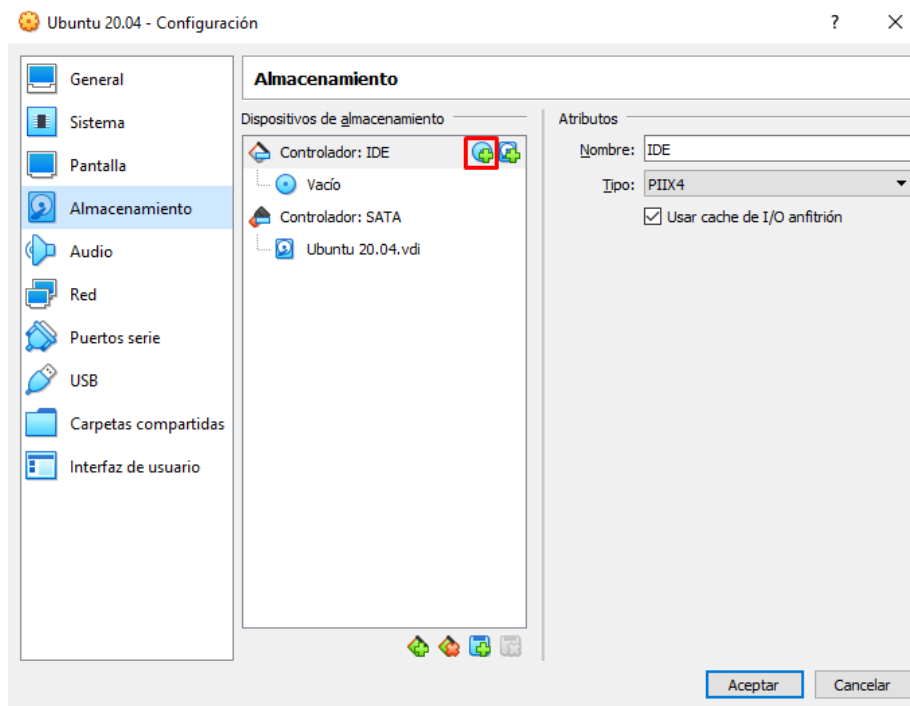 Ubuntu 20.04 - Configuración
?
General
Sistema
Pantalla
Almacenamiento
Audio
Red
Puertos serie
USB
Carpetas compartidas
Interfaz de usuario
Almacenamiento
Dispositivos de almacenamiento
Controlador: IDE
Vacío
Controlador: SATA
Ubuntu 20.04.vdi
Atributos
Nombre: IDE
Tipo: PIIX4
Usar cache de I/O anfitrión
Aceptar Cancelar